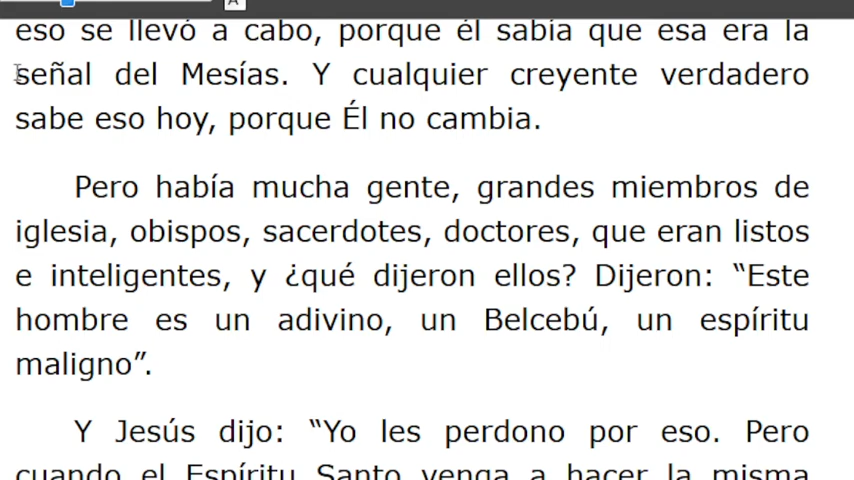 A
eso se llevó a cabo, porque él sabía que esa era la
señal del Mesías. Y cualquier creyente verdadero
sabe eso hoy, porque Él no cambia.
Pero había mucha gente, grandes miembros de
iglesia, obispos, sacerdotes, doctores, que eran listos
e inteligentes, y ¿qué dijeron ellos? Dijeron: “Este
hombre es un adivino, un Belcebú, un espíritu
maligno”.
Y Jesús dijo: “Yo les perdono por eso. Pero
cuando el Espíritu Santo venga a hacer la misma